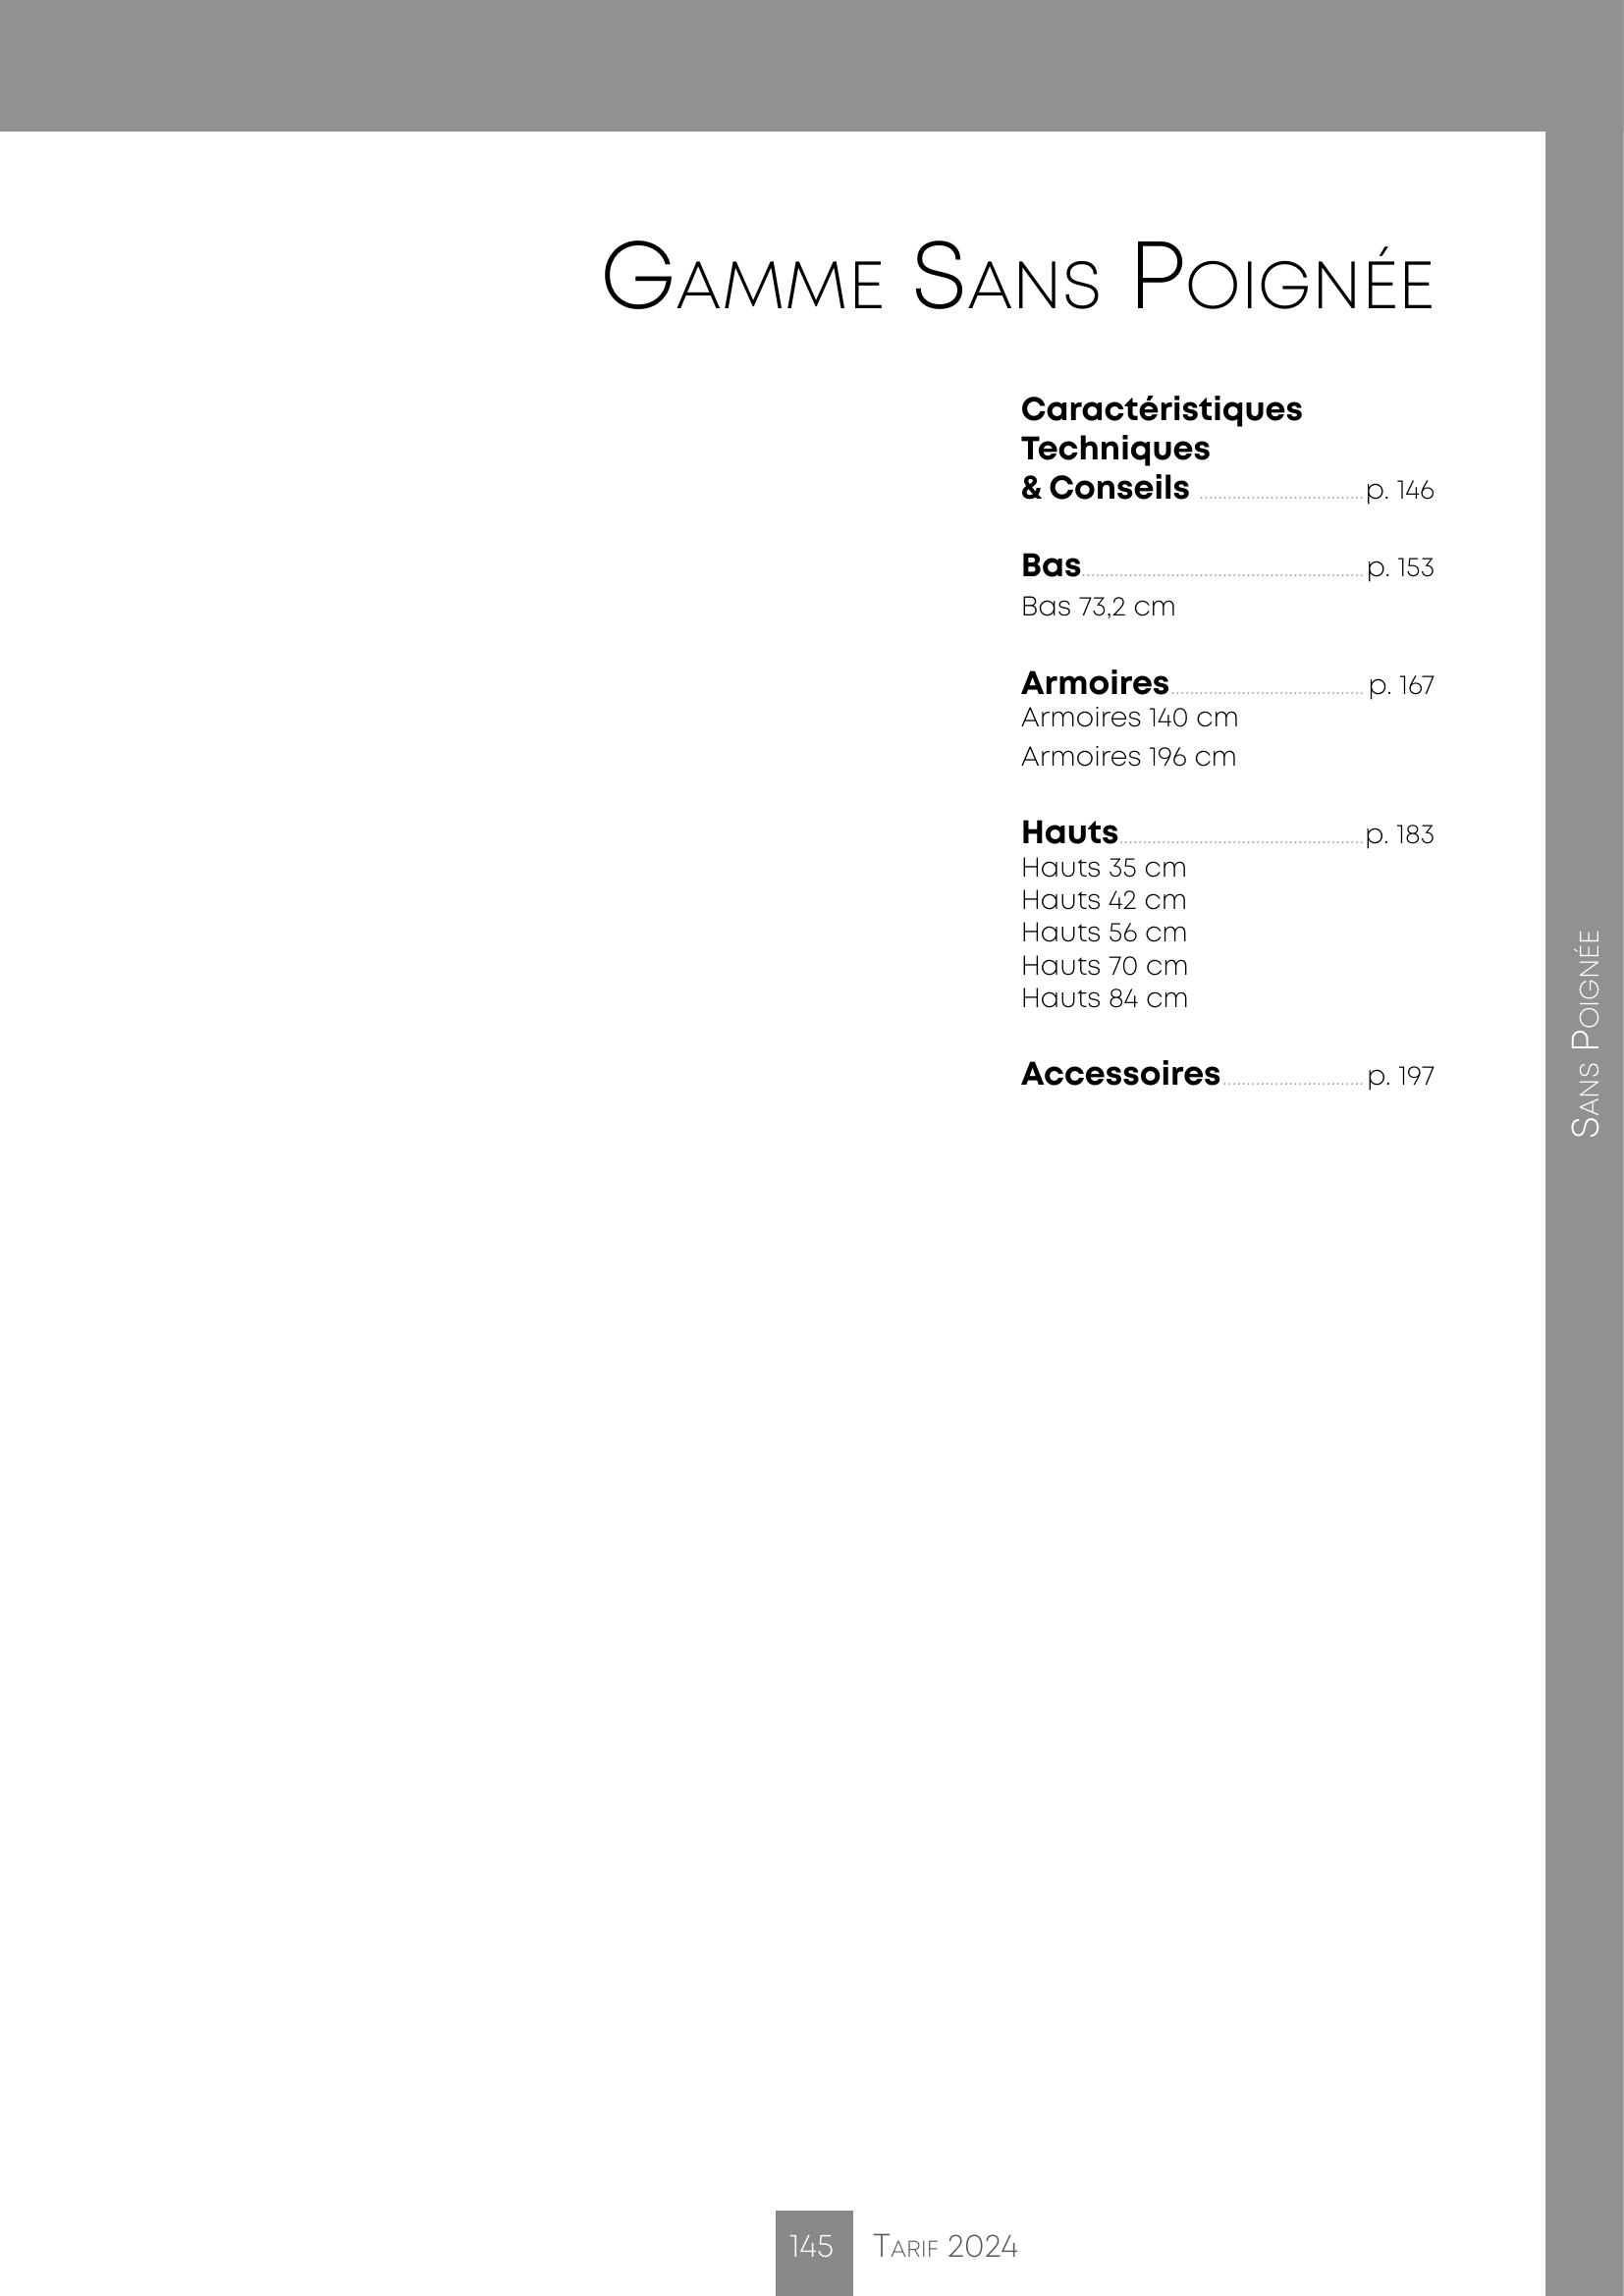 Gamme Sans Poignée
Caractéristiques
Techniques
& Conseils p. 146
Bas p. 153
Bas 73,2 cm
Armoires p. 167
Armoires 140 cm
Armoires 196 cm
Hauts p. 183
Hauts 35 cm
Hauts 42 cm
Hauts 56 cm
Hauts 70 cm
Hauts 84 cm
Accessoires p. 197
Sans Poignée
145 Tarif 2024